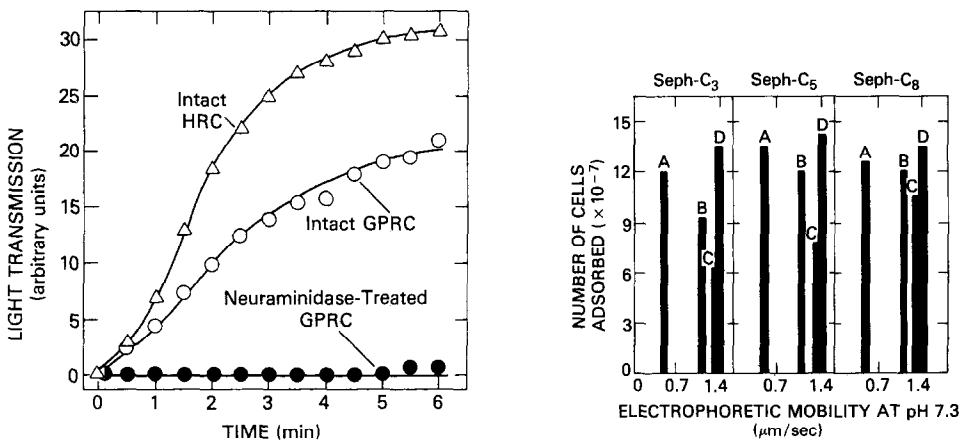 LIGHT TRANSMISSION
(arbitrary units)
30
25
20
15
10
5
0
Intact
HRC
Intact GPRC
Neuraminidase-Treated
GPRC
0 1 2 3 4 5 6
TIME (min)
Seph-C₃ Seph-C₅ Seph-C₈
NUMBER OF CELLS
ADSORBED (× 10⁻⁷)
15
12
9
6
3
0
A B C D
A B C D
A B C D
0.7 1.4 0.7 1.4 0.7 1.4
ELECTROPHORETIC MOBILITY AT pH 7.3
(μm/sec)